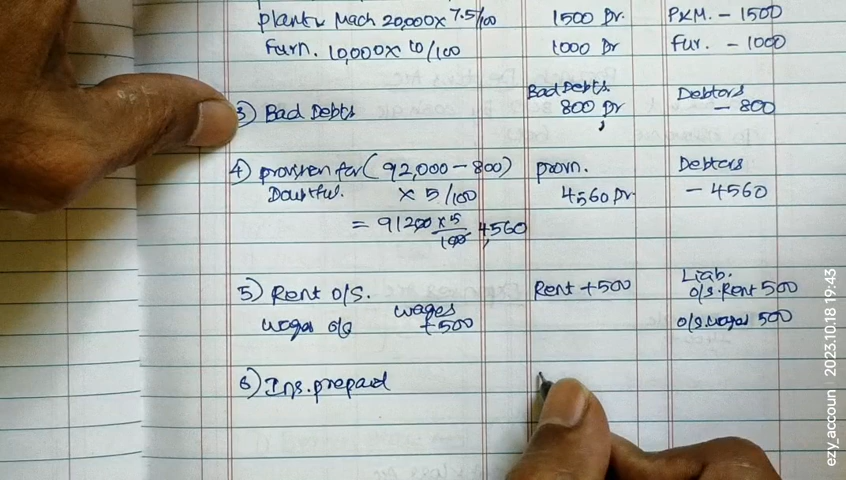 plant & Mach 20,000 x 7.5/100 1500 Dr. P&M. - 1500
Furn. 10,000 x 10/100 1000 Dr Fur. - 1000
3) Bad Debts Bad Debts. 800 Dr Debtors - 800
4) provision for (92,000 - 800) provn. Debters
Doubtful. x 5/100 4560 Dr. - 4560
= 91200 x 5/100 4,560
5) Rent O/S. Rent + 500 Liab. O/S. Rent 500
wages o/s wages + 500 O/S wages 500
6) Ins. prepaid
ezy_accoun 2023.10.18 19:43